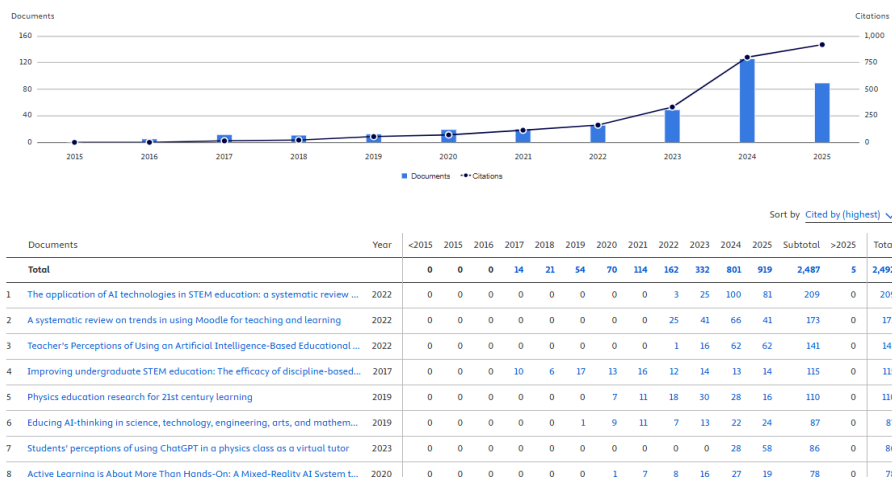 Documents Citations
160 1,000
120 750
80 500
40 250
0 0
2015 2016 2017 2018 2019 2020 2021 2022 2023 2024 2025
Documents Citations
Sort by Cited by (highest)
Documents Year <2015 2015 2016 2017 2018 2019 2020 2021 2022 2023 2024 2025 Subtotal >2025 Total
Total 0 0 0 14 21 54 70 114 162 332 801 919 2,487 5 2,492
1 The application of AI technologies in STEM education: a systematic review ... 2022 0 0 0 0 0 0 0 0 3 25 100 81 209 0 209
2 A systematic review on trends in using Moodle for teaching and learning 2022 0 0 0 0 0 0 0 0 25 41 66 41 173 0 17
3 Teacher's Perceptions of Using an Artificial Intelligence-Based Educational ... 2022 0 0 0 0 0 0 0 0 1 16 62 62 141 0 14
4 Improving undergraduate STEM education: The efficacy of discipline-based... 2017 0 0 0 10 6 17 13 16 12 14 13 14 115 0 115
5 Physics education research for 21st century learning 2019 0 0 0 0 0 0 7 11 18 30 28 16 110 0 110
6 Educing AI-thinking in science, technology, engineering, arts, and mathem... 2019 0 0 0 0 0 1 9 11 7 13 22 24 87 0 87
7 Students' perceptions of using ChatGPT in a physics class as a virtual tutor 2023 0 0 0 0 0 0 0 0 0 0 28 58 86 0 86
8 Active Learning is About More Than Hands-On: A Mixed-Reality AI System t... 2020 0 0 0 0 0 0 1 7 8 16 27 19 78 0 78